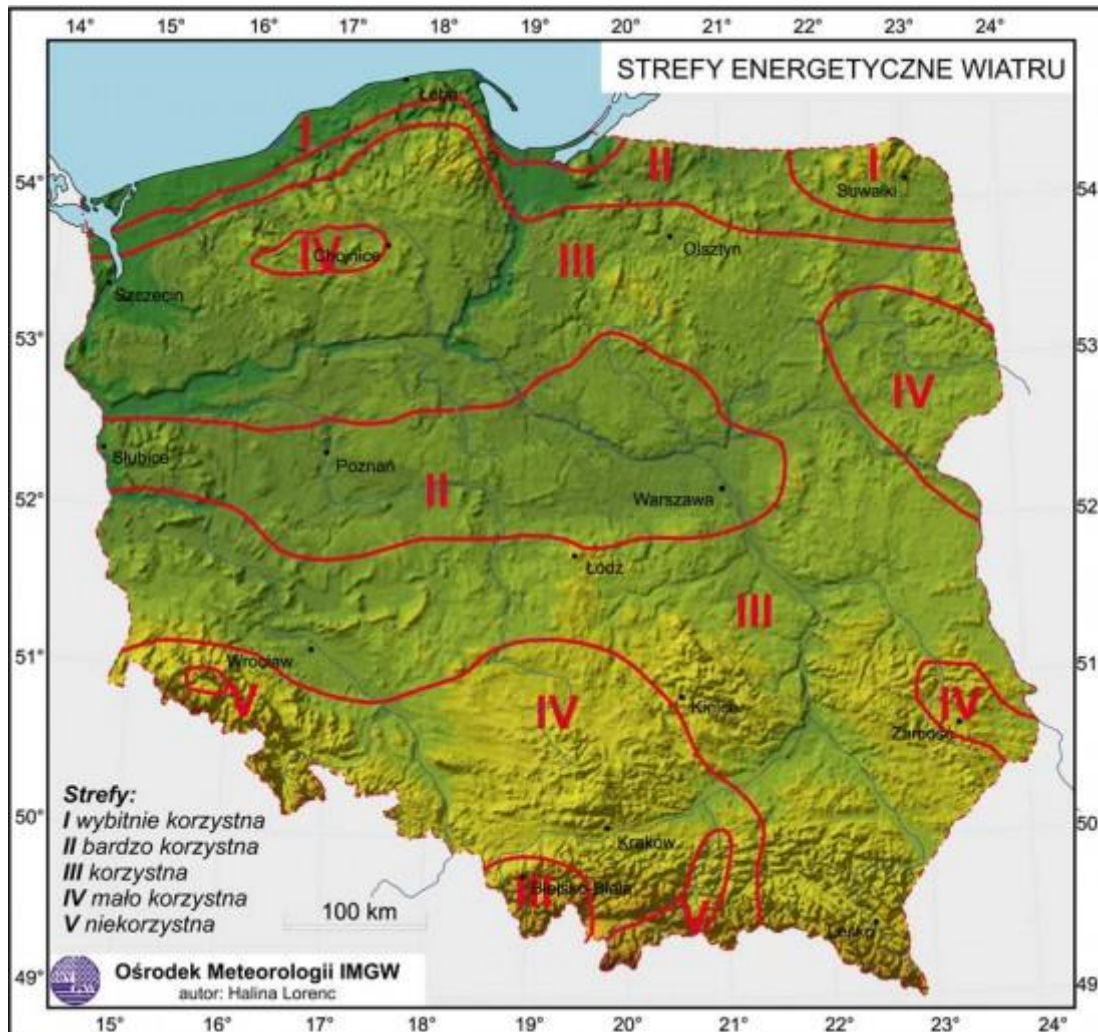 14° 15° 16° 17° 18° 19° 20° 21° 22° 23° 24°
STREFY ENERGETYCZNE WIATRU
Łeba
I
II
I
54°
54
Suwałki
IV
Chojnice
III
Olsztyn
Szczecin
53°
53
IV
Słubice
Poznań
II
Warszawa
52°
52
Łódź
III
51°
51
Wrocław
V
IV
Kielce
IV
Zamość
Strefy:
I wybitnie korzystna
II bardzo korzystna
III korzystna
IV mało korzystna
V niekorzystna
50°
50
Kraków
100 km
III
Bielsko-Biała
V
Lesko
49°
49
Ośrodek Meteorologii IMGW
autor: Halina Lorenc
15° 16° 17° 18° 19° 20° 21° 22° 23° 24°